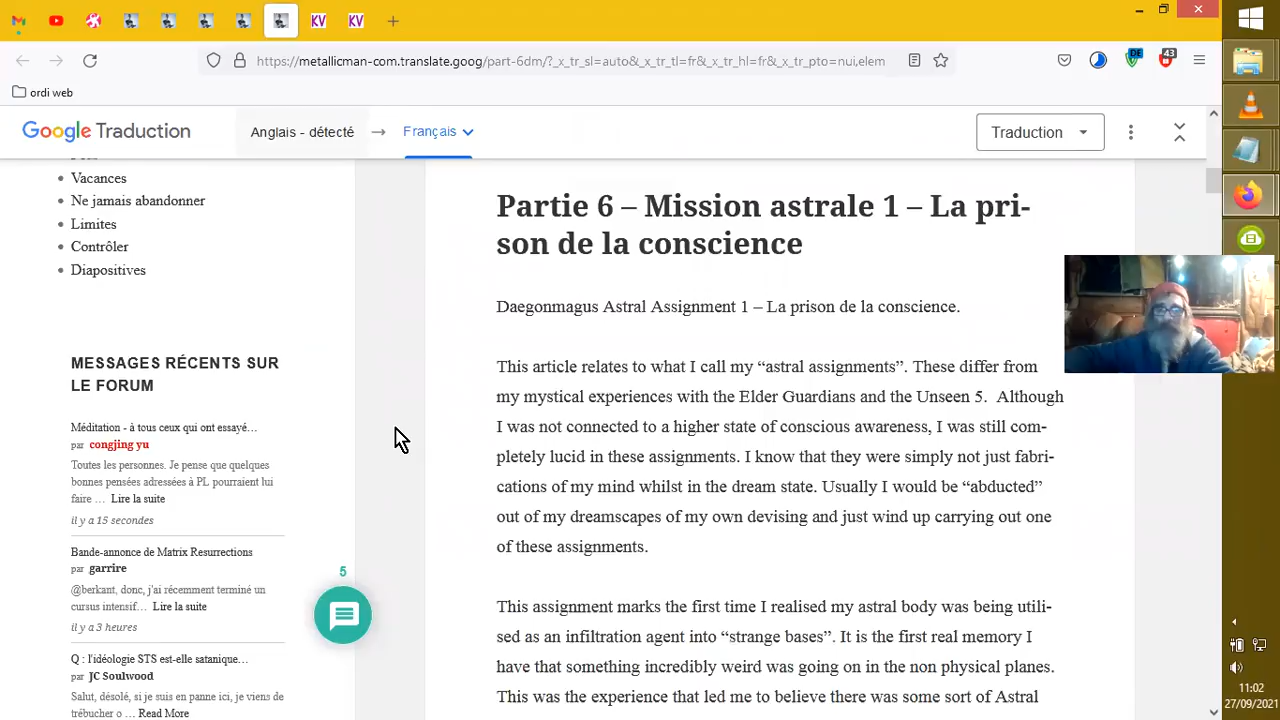 KV
KV
https://metallicman-com.translate.goog/part-6dm/?_x_tr_sl=auto&_x_tr_tl=fr&_x_tr_hl=fr&_x_tr_pto=nui,elem
DE
43
ordi web
Google Traduction
Anglais - détecté
Français
Traduction
Vacances
Ne jamais abandonner
Limites
Contrôler
Diapositives
MESSAGES RÉCENTS SUR
LE FORUM
Méditation - à tous ceux qui ont essayé...
par congjing yu
Toutes les personnes. Je pense que quelques
bonnes pensées adressées à PL pourraient lui
faire … Lire la suite
il y a 15 secondes
Bande-annonce de Matrix Resurrections
par garrire
@berkant, donc, j'ai récemment terminé un
cursus intensif… Lire la suite
il y a 3 heures
Q : l'idéologie STS est-elle satanique...
par JC Soulwood
Salut, désolé, si je suis en panne ici, je viens de
trébucher o … Read More
5
Partie 6 – Mission astrale 1 – La pri-
son de la conscience
Daegonmagus Astral Assignment 1 – La prison de la conscience.
This article relates to what I call my “astral assignments”. These differ from
my mystical experiences with the Elder Guardians and the Unseen 5. Although
I was not connected to a higher state of conscious awareness, I was still com-
pletely lucid in these assignments. I know that they were simply not just fabri-
cations of my mind whilst in the dream state. Usually I would be “abducted”
out of my dreamscapes of my own devising and just wind up carrying out one
of these assignments.
This assignment marks the first time I realised my astral body was being utili-
sed as an infiltration agent into “strange bases”. It is the first real memory I
have that something incredibly weird was going on in the non physical planes.
This was the experience that led me to believe there was some sort of Astral
11:02
27/09/2021